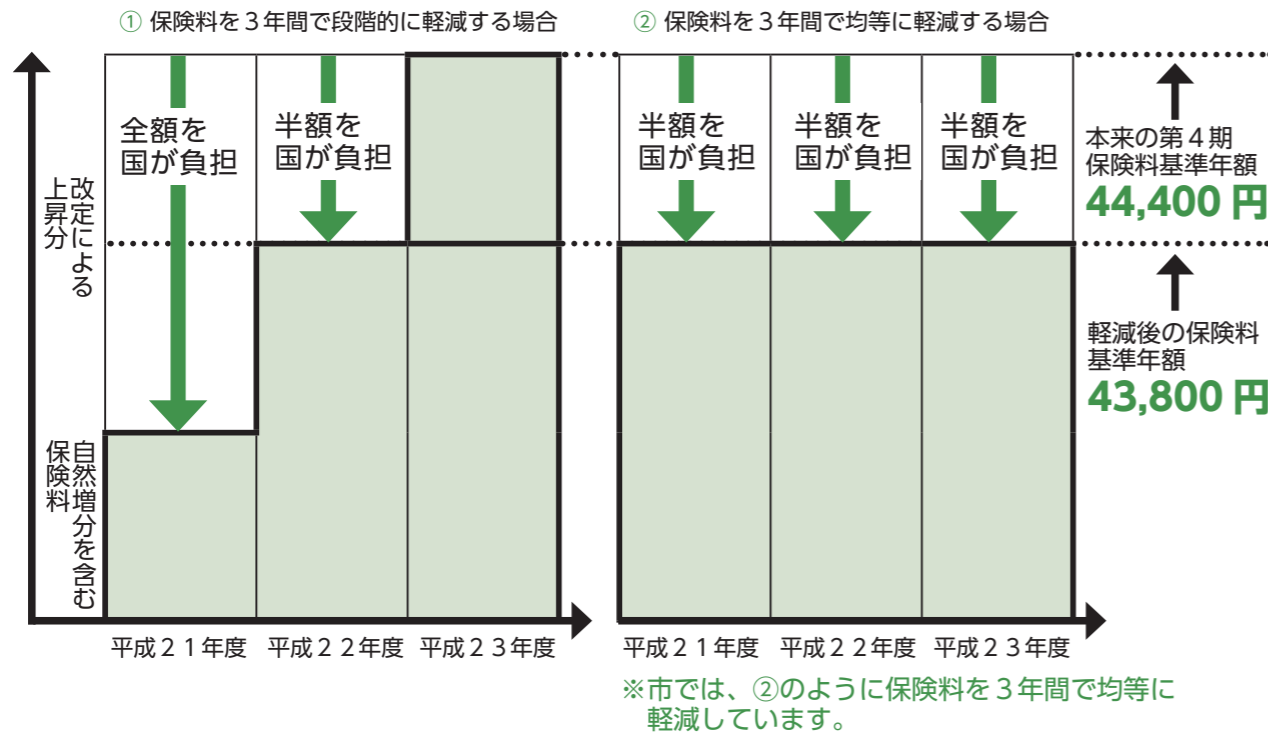 ① 保険料を３年間で段階的に軽減する場合
全額を
国が負担
半額を
国が負担
改定による
上昇分
自然増分を含む
保険料
平成２１年度
平成２２年度
平成２３年度
② 保険料を３年間で均等に軽減する場合
半額を
国が負担
半額を
国が負担
半額を
国が負担
本来の第４期
保険料基準年額
44,400 円
軽減後の保険料
基準年額
43,800 円
平成２１年度
平成２２年度
平成２３年度
※市では、②のように保険料を３年間で均等に
軽減しています。